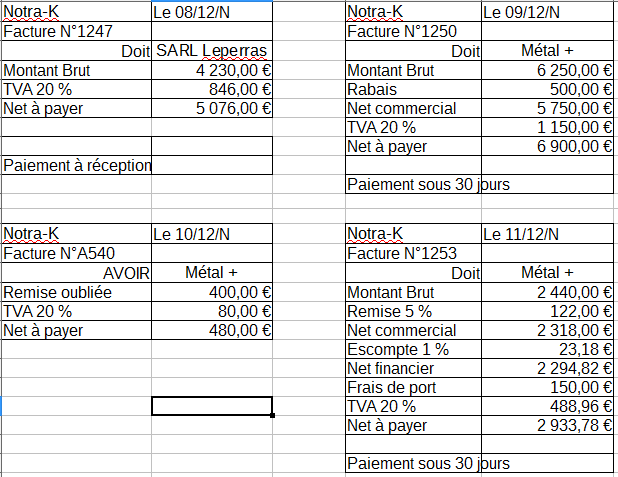 Notra-K Le 08/12/N
Facture N°1247
Doit SARL Leperras
Montant Brut 4 230,00 €
TVA 20 % 846,00 €
Net à payer 5 076,00 €
Paiement à réception
Notra-K Le 09/12/N
Facture N°1250
Doit Métal +
Montant Brut 6 250,00 €
Rabais 500,00 €
Net commercial 5 750,00 €
TVA 20 % 1 150,00 €
Net à payer 6 900,00 €
Paiement sous 30 jours
Notra-K Le 10/12/N
Facture N°A540
AVOIR Métal +
Remise oubliée 400,00 €
TVA 20 % 80,00 €
Net à payer 480,00 €
Notra-K Le 11/12/N
Facture N°1253
Doit Métal +
Montant Brut 2 440,00 €
Remise 5 % 122,00 €
Net commercial 2 318,00 €
Escompte 1 % 23,18 €
Net financier 2 294,82 €
Frais de port 150,00 €
TVA 20 % 488,96 €
Net à payer 2 933,78 €
Paiement sous 30 jours